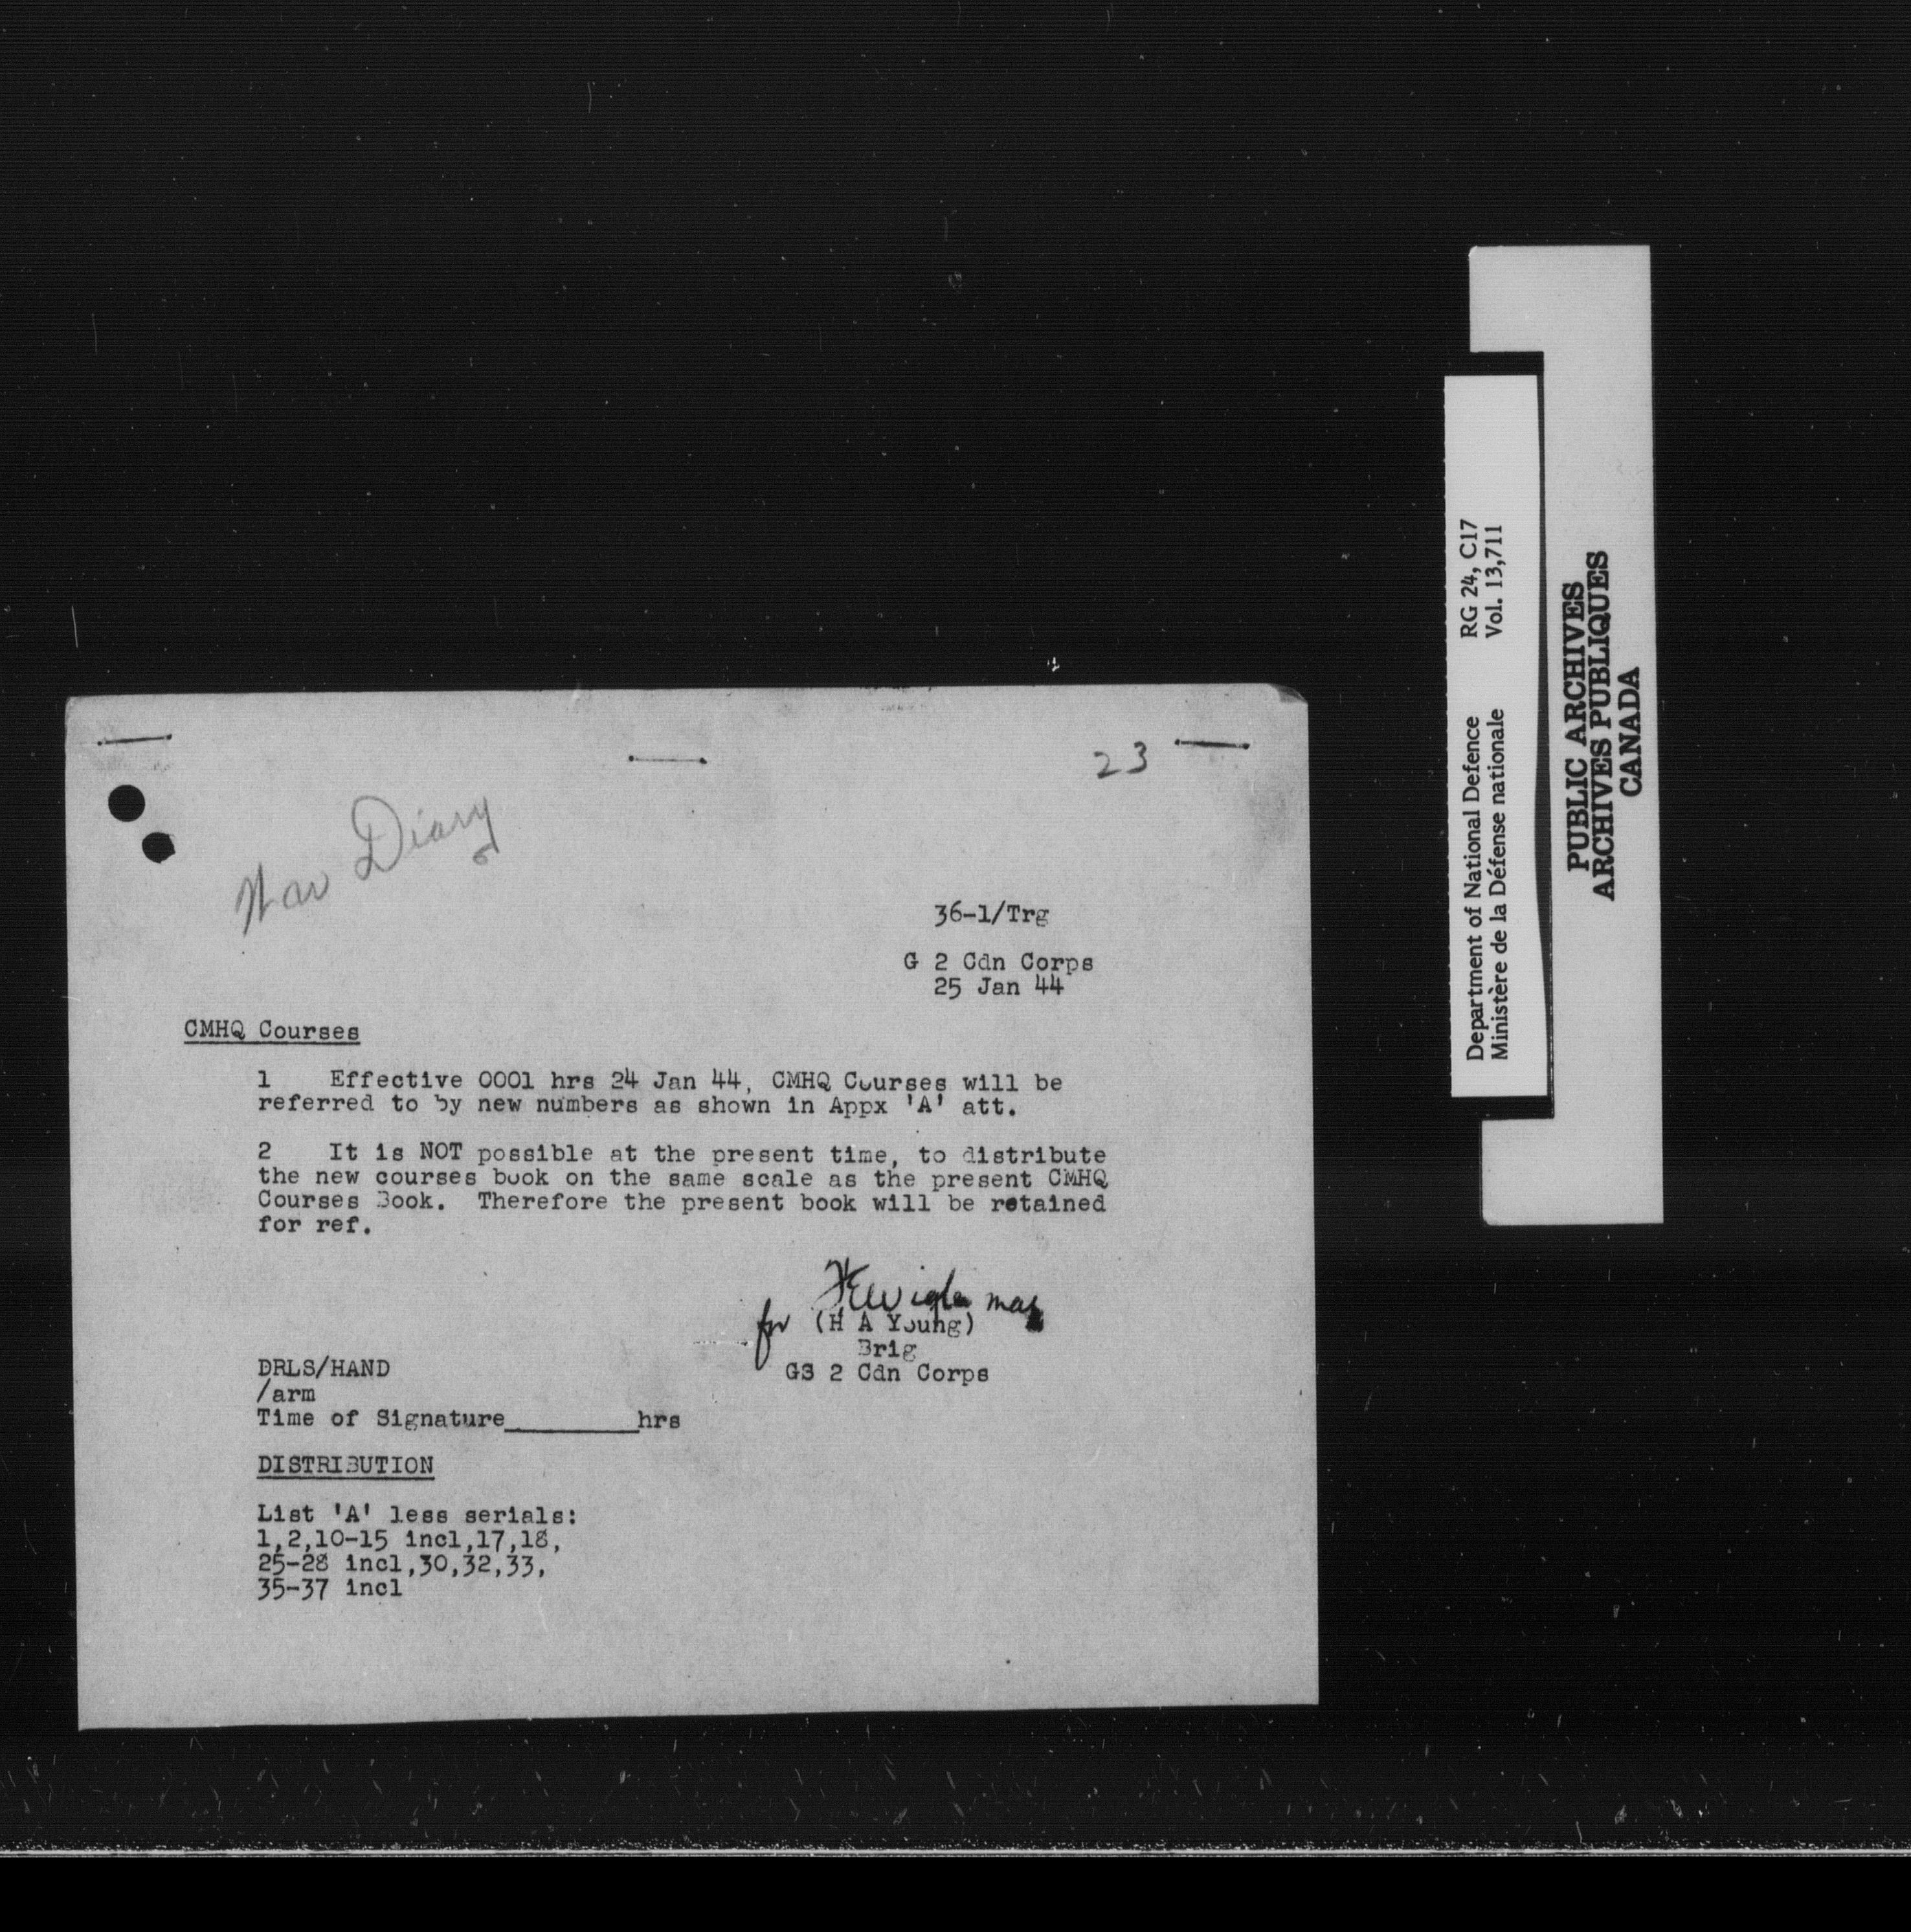 23
War Diary
36-1/Trg
G 2 Cdn Corps
25 Jan 44
CMHQ Courses
1 Effective 0001 hrs 24 Jan 44, CMHQ Courses will be
referred to by new numbers as shown in Appx 'A' att.
2 It is NOT possible at the present time, to distribute
the new courses book on the same scale as the present CMHQ
Courses Book. Therefore the present book will be retained
for ref.
for (H A Young)
Brig
GS 2 Cdn Corps
DRLS/HAND
/arm
Time of Signature________hrs
DISTRIBUTION
List 'A' less serials:
1,2,10-15 incl,17,18,
25-28 incl,30,32,33,
35-37 incl
Department of National Defence RG 24, C17
Ministère de la Défense nationale Vol. 13,711
PUBLIC ARCHIVES
ARCHIVES PUBLIQUES
CANADA